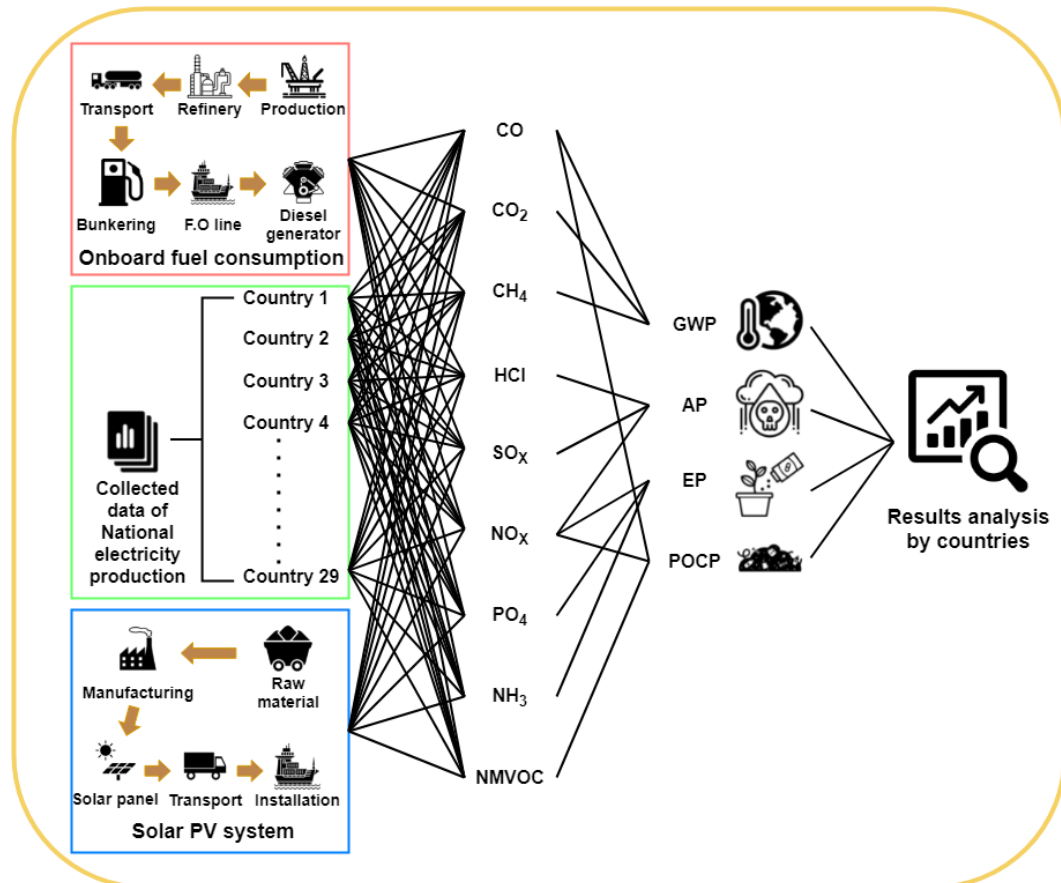 Transport
Refinery
Production
Bunkering
F.O line
Diesel
generator
Onboard fuel consumption
Collected
data of
National
electricity
production
Country 1
Country 2
Country 3
Country 4
Country 29
Manufacturing
Raw
material
Solar panel
Transport
Installation
Solar PV system
CO
CO2
CH4
HCl
SOX
NOX
PO4
NH3
NMVOC
GWP
AP
EP
POCP
Results analysis
by countries